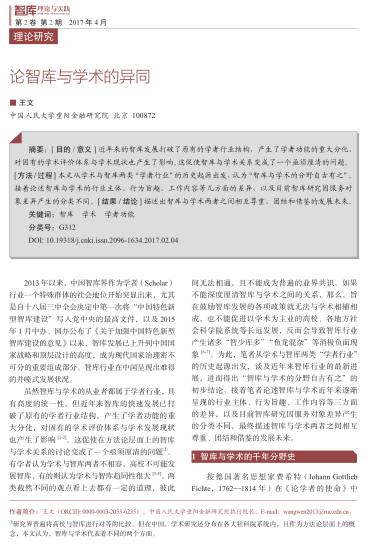 智库理论与实践
第2卷 第2期 2017年4月
理论研究
论智库与学术的异同
■ 王文
中国人民大学重阳金融研究院 北京 100872
摘要：[目的/意义]近年来的智库发展打破了原有的学者行业结构，产生了学者功能的重大分化，
对固有的学术评价体系与学术现状也产生了影响，这促使智库与学术关系变成了一个亟须厘清的问题。
[方法/过程]本文从学术与智库两类“学者行业”的历史起源出发，认为“智库与学术的分野自古有之”。
接着论述智库与学术的行业主体、行为旨趣、工作内容等几方面的差异，以及目前智库研究因服务对
象差异产生的分类不同。[结果/结论]描述出智库与学术两者之间相互尊重、团结和借鉴的发展未来。
关键词：智库 学术 学者功能
分类号：G312
DOI: 10.19318/j.cnki.issn.2096-1634.2017.02.04
2013年以来，中国智库界作为学者（Scholar）
行业一个特殊群体的社会地位开始突显出来，尤其
是自十八届三中全会决定中第一次将“中国特色新
型智库建设”写入党中央的最高文件，以及2015
年1月中办、国办公布了《关于加强中国特色新型
智库建设的意见》以来，智库发展已上升到中国国
家战略和顶层设计的高度，成为现代国家治理密不
可分的重要组成部分。智库行业在中国呈现出难得
的井喷式发展状况。
虽然智库与学术的从业者都属于学者行业，具
有高度的统一性，但近年来智库的快速发展已打
破了原有的学者行业结构，产生了学者功能的重
大分化，对固有的学术评价体系与学术发展现状
也产生了影响[1-2]。这促使在方法论层面上的智库
与学术关系的讨论变成了一个亟须厘清的问题①。
有学者认为学术与智库两者不相容，高校不可能发
展智库，有的则认为学术与智库趋同性很大[3-5]。两
类截然不同的观点看上去都有一定的道理，彼此
间无法相通，且不能成为普遍的业界共识。如果
不能深度厘清智库与学术之间的关系，那么，旨
在鼓励智库发展的各项政策就无法与学术相辅相
成，也不能促进以学术为主业的高校、各地方社
会科学院系统等长远发展，反而会导致智库行业
产生诸多“智少库多”“鱼龙混杂”等消极负面现
象[6-7]。为此，笔者从学术与智库两类“学者行业”
的历史起源出发，谈及近年来智库行业的最新进
展，进而得出“智库与学术的分野自古有之”的
初步结论。接着笔论述智库与学术近年来逐渐
呈现的行业主体、行为旨趣、工作内容等三方面
的差异，以及目前智库研究因服务对象差异产生
的分类不同，最终描述智库与学术两者之间相互
尊重、团结和借鉴的发展未来。
1 智库与学术的千年分野史
按德国著名思想家费希特（Johann Gottlieb
Fichte，1762—1814年）在《论学者的使命》中
作者简介：王文（ORCID: 0000-0003-2053-6235），中国人民大学重阳金融研究院执行院长，E-mail: wangwen2013@ruc.edu.cn。
①研究界普遍将高校与智库进行对等的比较。但在中国，学术研究还分布在各大社科院系统内，且作为方法论层面上的概
念，本文认为，智库与学术代表着不同的两个方面。